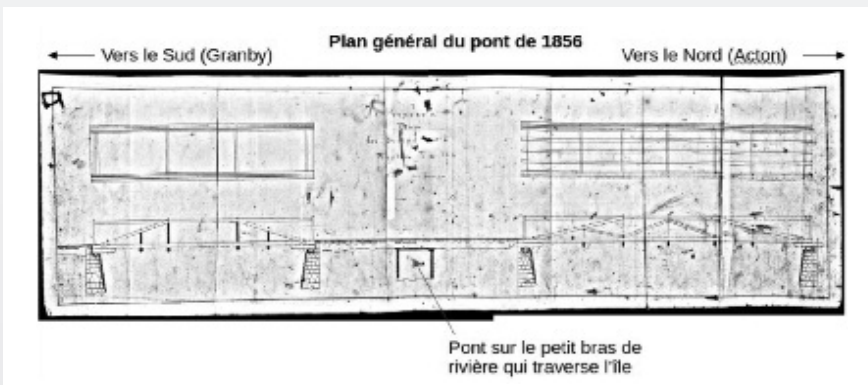 Plan général du pont de 1856
Vers le Sud (Granby)
Vers le Nord (Acton)
Pont sur le petit bras de
rivière qui traverse l'île